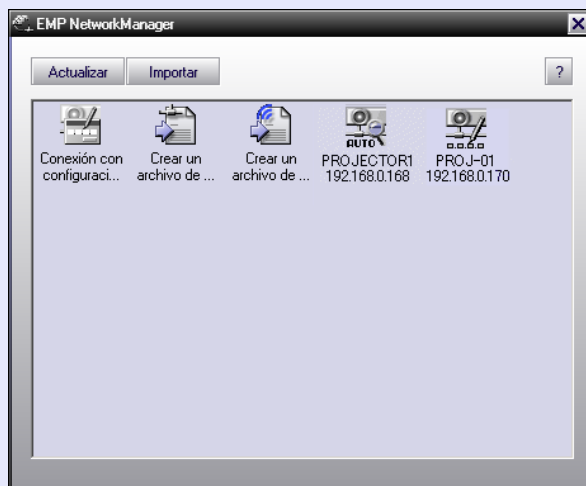 EMP NetworkManager
Actualizar Importar ?
Conexión con
configuraci...
Crear un
archivo de ...
Crear un
archivo de ...
AUTO
PROJECTOR1
192.168.0.168
PROJ-01
192.168.0.170